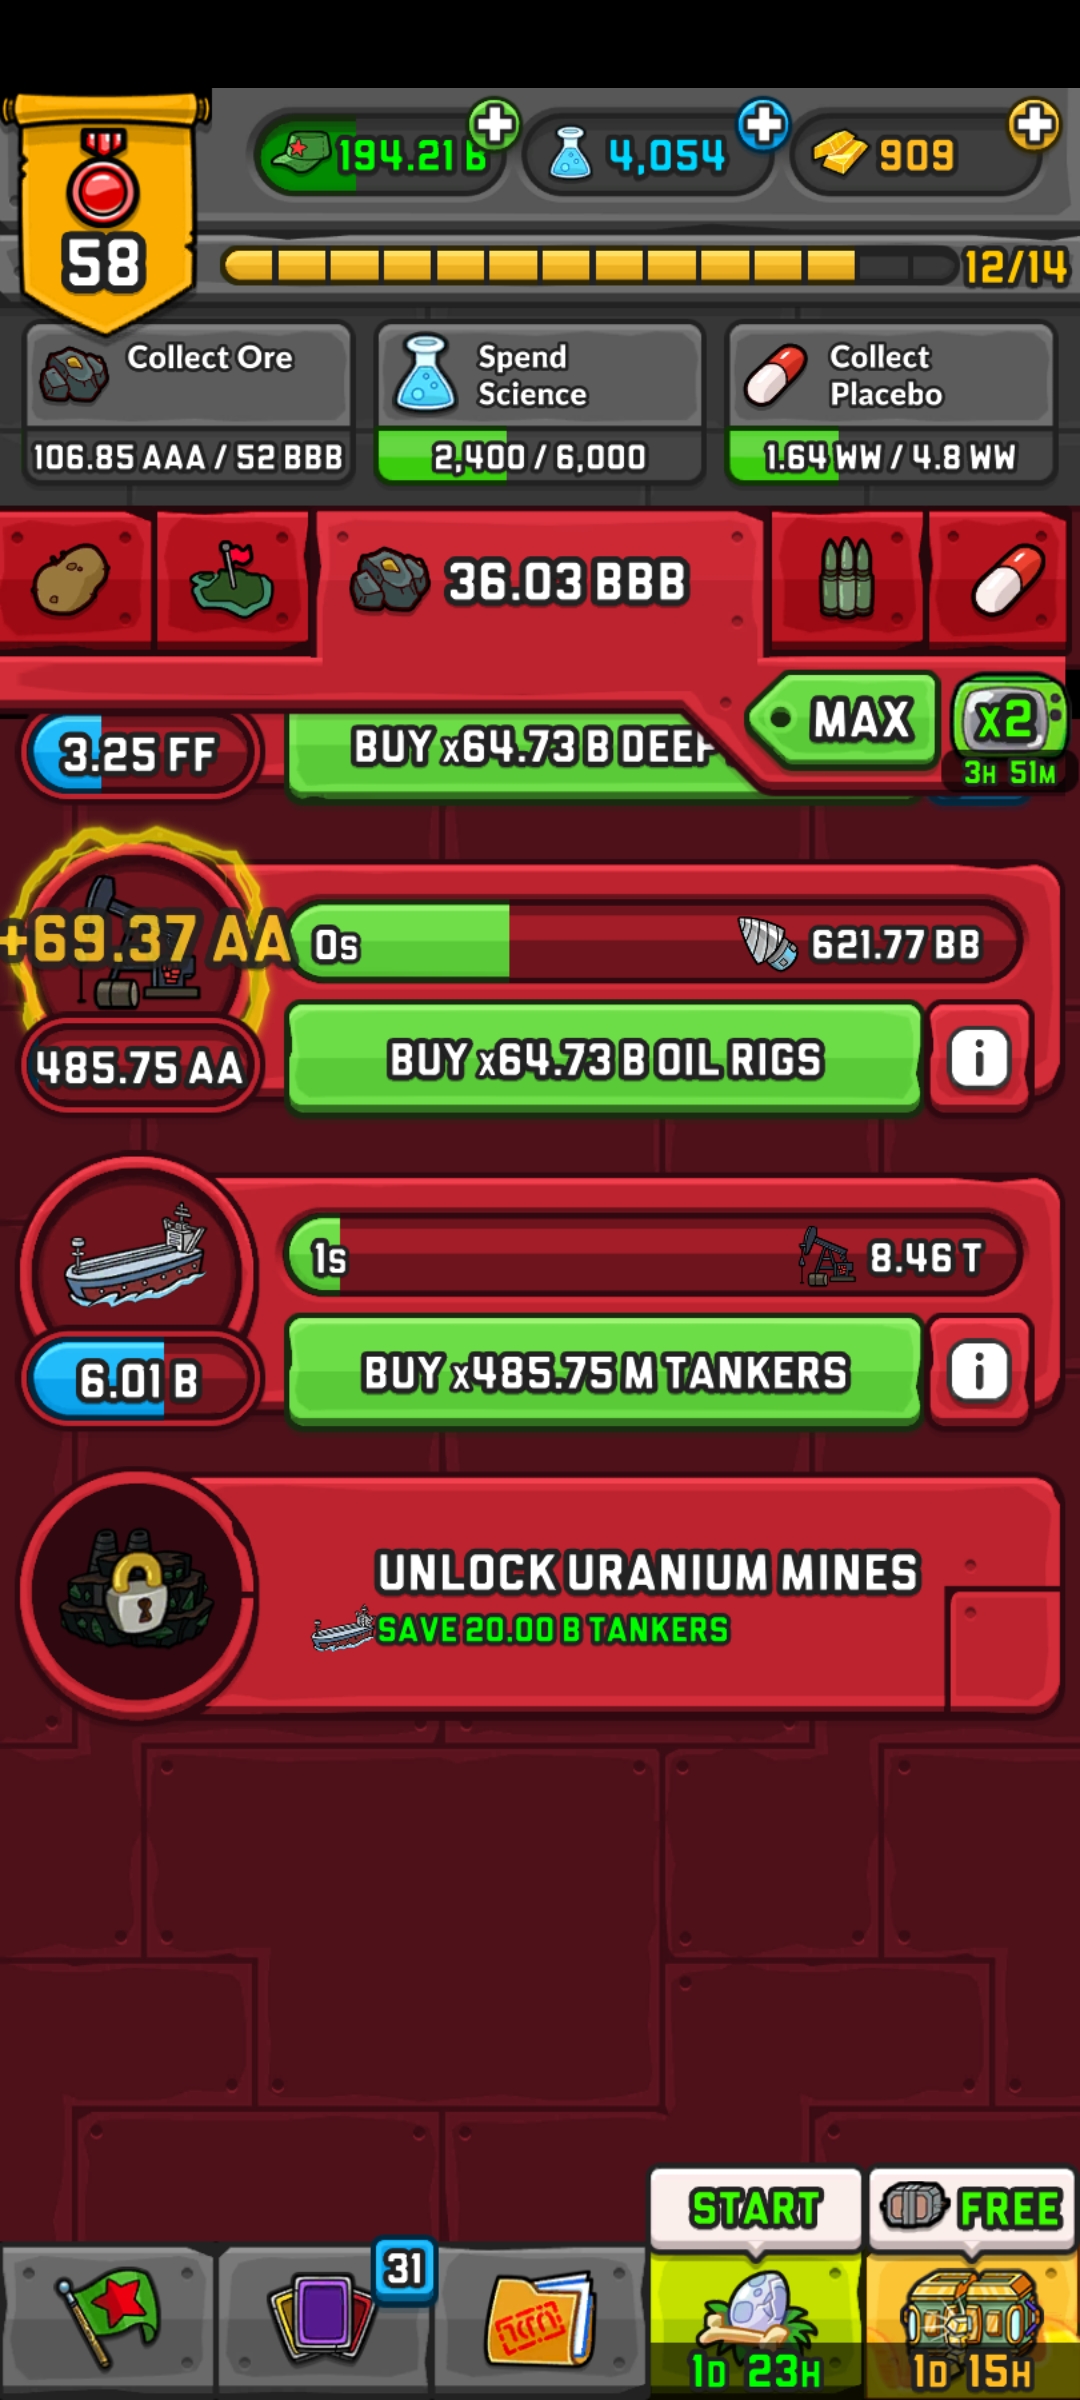 194.21 B
4,054
909
58
12/14
Collect Ore
106.85 AAA / 52 BBB
Spend
Science
2,400 / 6,000
Collect
Placebo
1.64 WW / 4.8 WW
36.03 BBB
MAX
x2
3H 51M
3.25 FF
BUY x64.73 B DEEP
+69.37 AA
0s
621.77 BB
485.75 AA
BUY x64.73 B OIL RIGS
i
1s
8.46 T
6.01 B
BUY x485.75 M TANKERS
i
UNLOCK URANIUM MINES
SAVE 20.00 B TANKERS
START
FREE
31
1D 23H
1D 15H